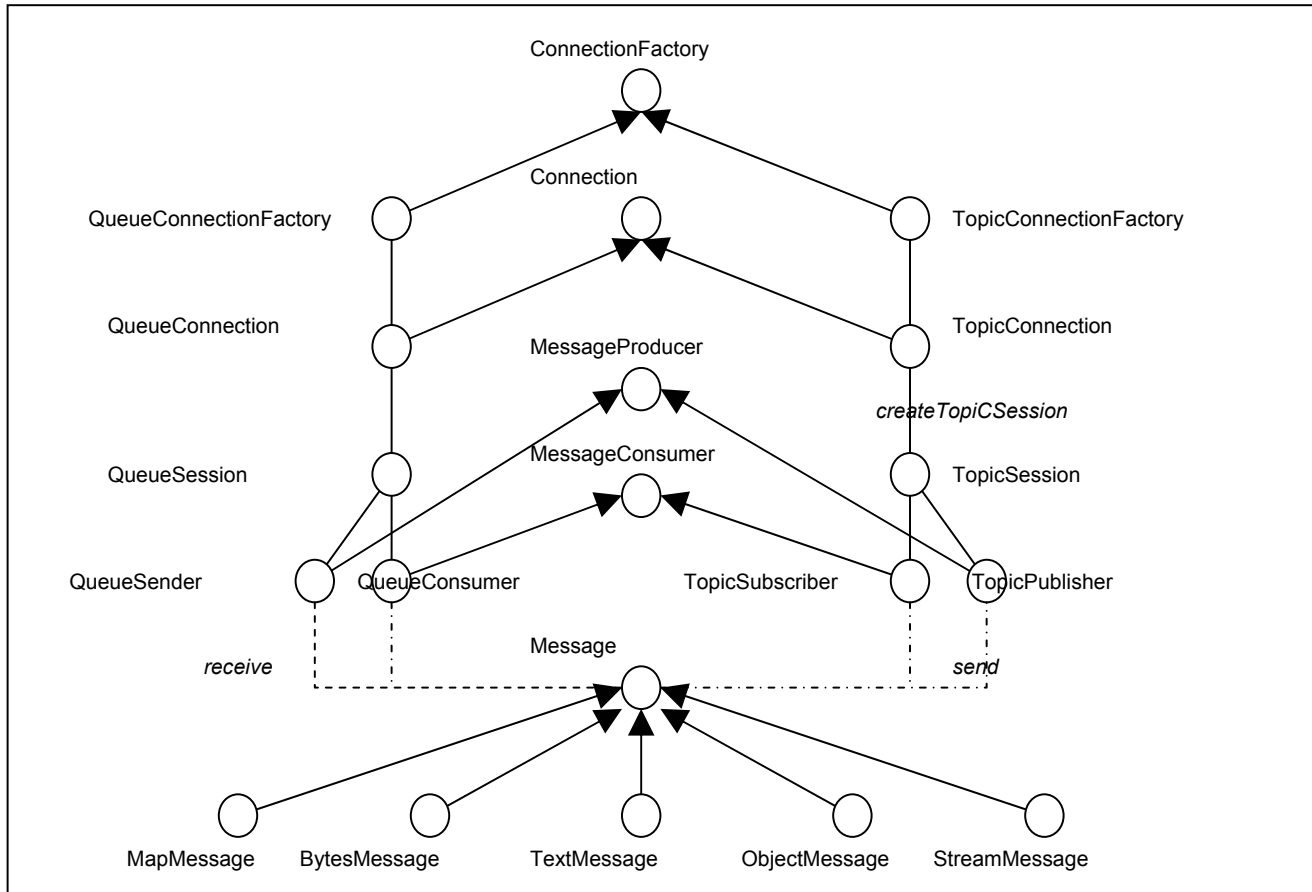 ConnectionFactory
Connection
QueueConnectionFactory
TopicConnectionFactory
QueueConnection
TopicConnection
MessageProducer
createTopiCSession
MessageConsumer
QueueSession
TopicSession
QueueSender
QueueConsumer
TopicSubscriber
TopicPublisher
Message
receive
send
MapMessage
BytesMessage
TextMessage
ObjectMessage
StreamMessage